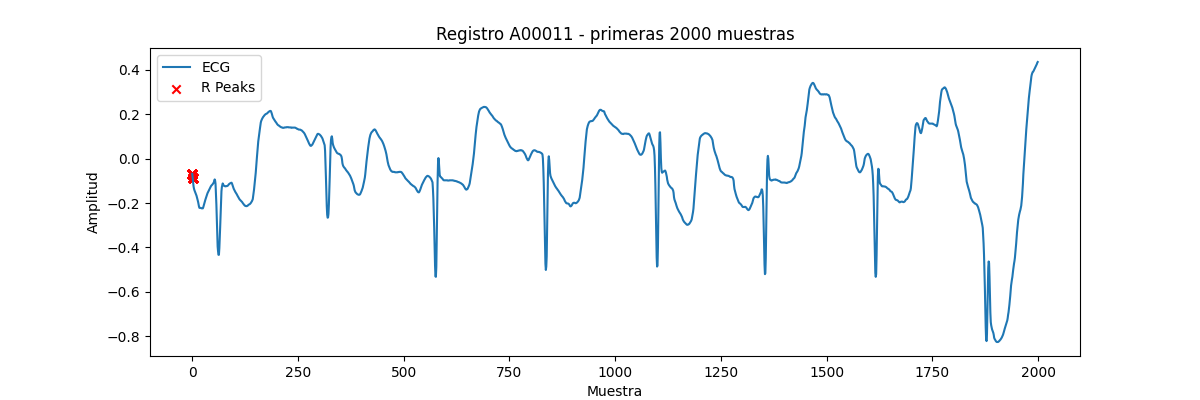 Registro A00011 - primeras 2000 muestras
ECG
R Peaks
Amplitud
0.4
0.2
0.0
−0.2
−0.4
−0.6
−0.8
0 250 500 750 1000 1250 1500 1750 2000
Muestra